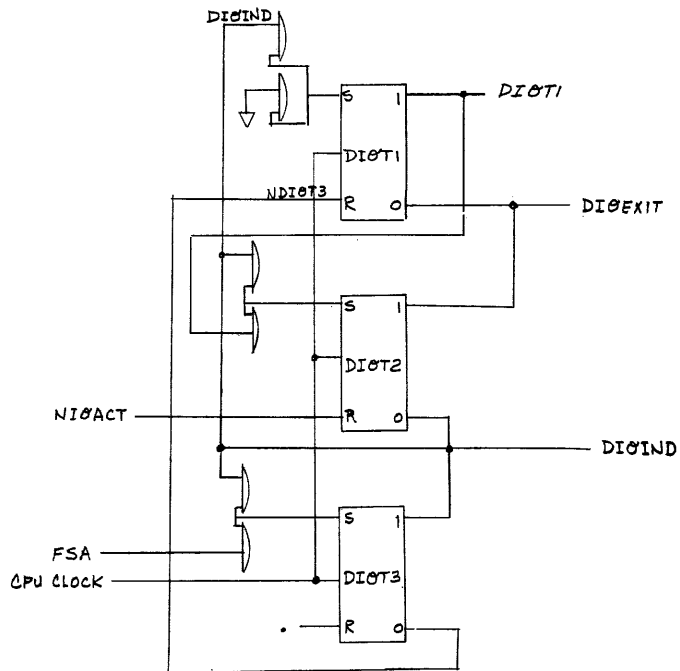 DIØIND
S 1 DIØT1
DIØT1
NDIØT3
R 0 DIØEXIT
S 1
DIØT2
NIØACT R 0
DIØIND
S 1
FSA
CPU CLOCK DIØT3
R 0